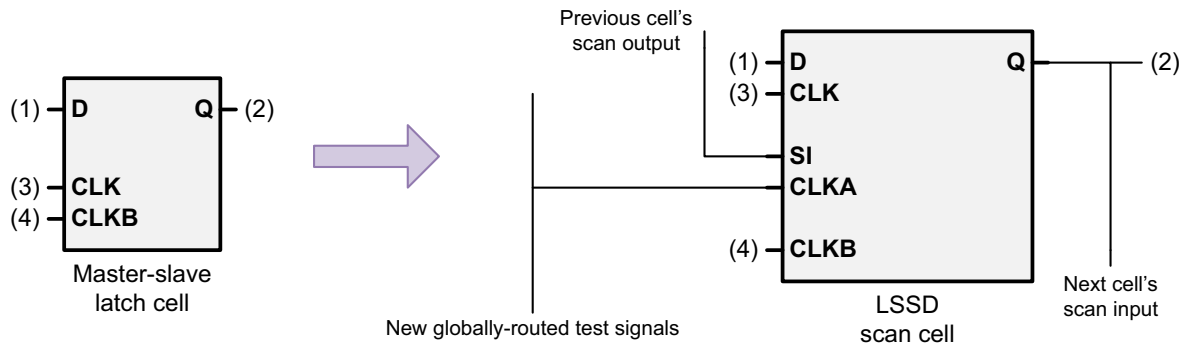 (1) D Q (2)
(3) CLK
(4) CLKB
Master-slave
latch cell
Previous cell's
scan output
(1) D Q (2)
(3) CLK
SI
CLKA
(4) CLKB
LSSD
scan cell
Next cell's
scan input
New globally-routed test signals